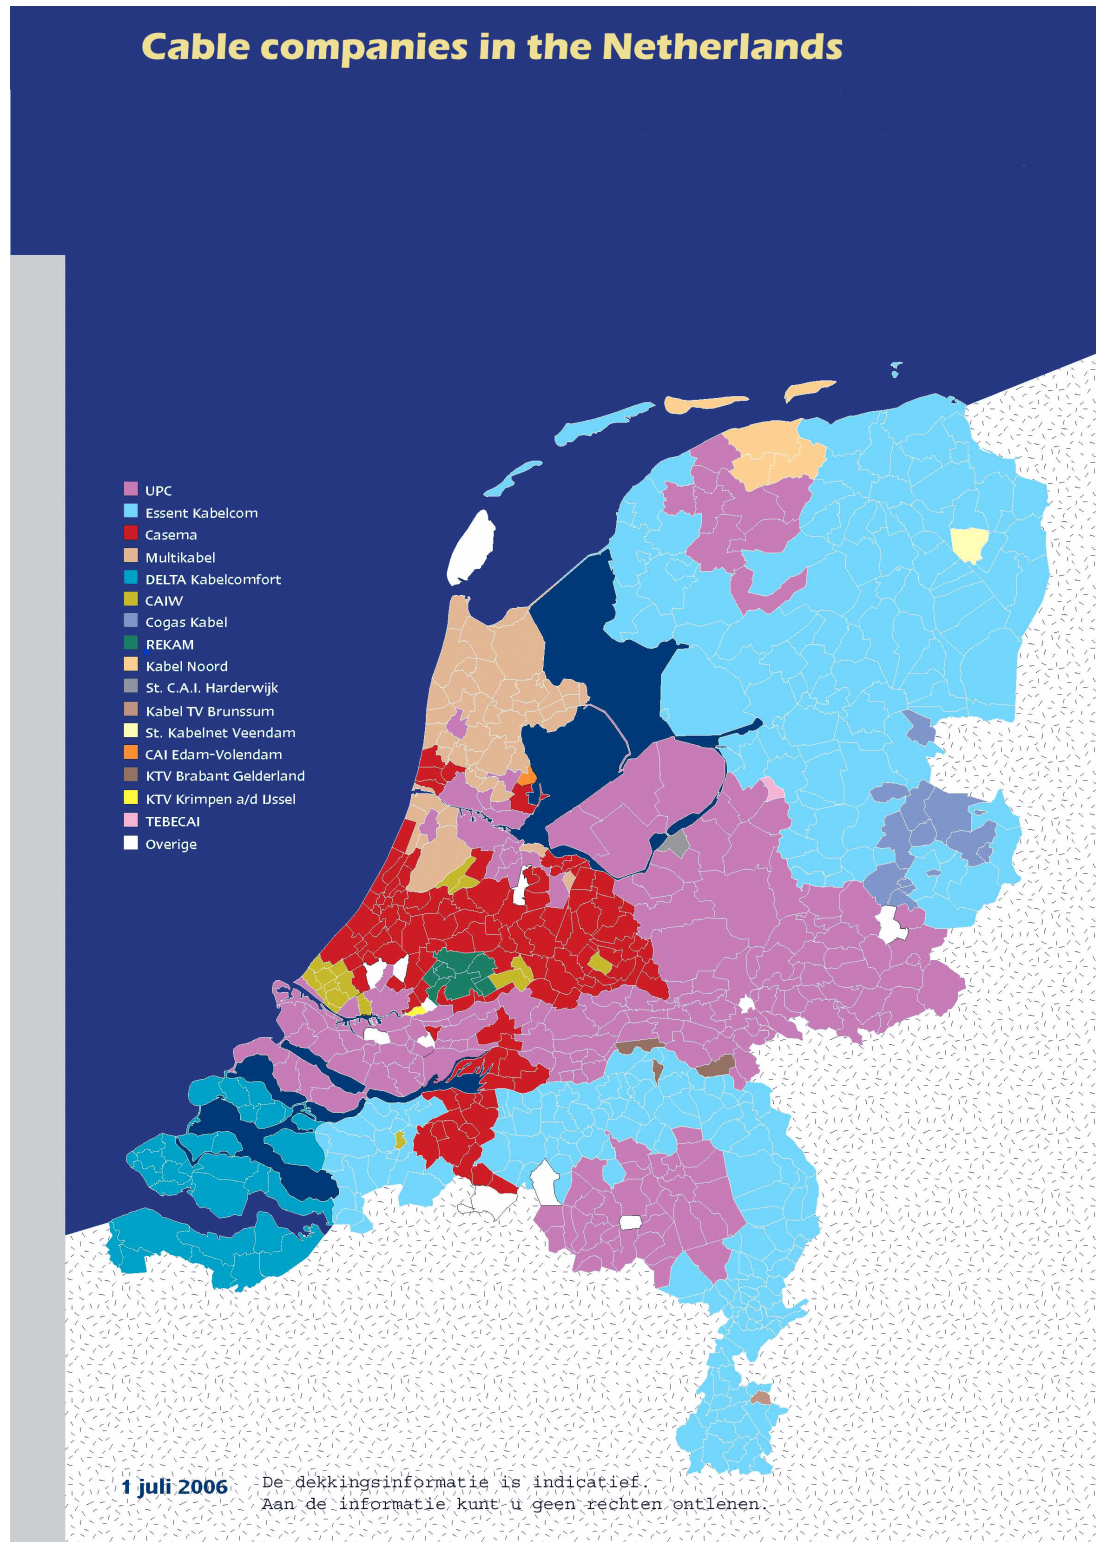 Cable companies in the Netherlands
UPC
Essent Kabelcom
Casema
Multikabel
DELTA Kabelcomfort
CAIW
Cogas Kabel
REKAM
Kabel Noord
St. C.A.I. Harderwijk
Kabel TV Brunssum
St. Kabelnet Veendam
CAI Edam-Volendam
KTV Brabant Gelderland
KTV Krimpen a/d IJssel
TEBECAI
Overige
1 juli 2006
De dekkingsinformatie is indicatief.
Aan de informatie kunt u geen rechten ontlenen.